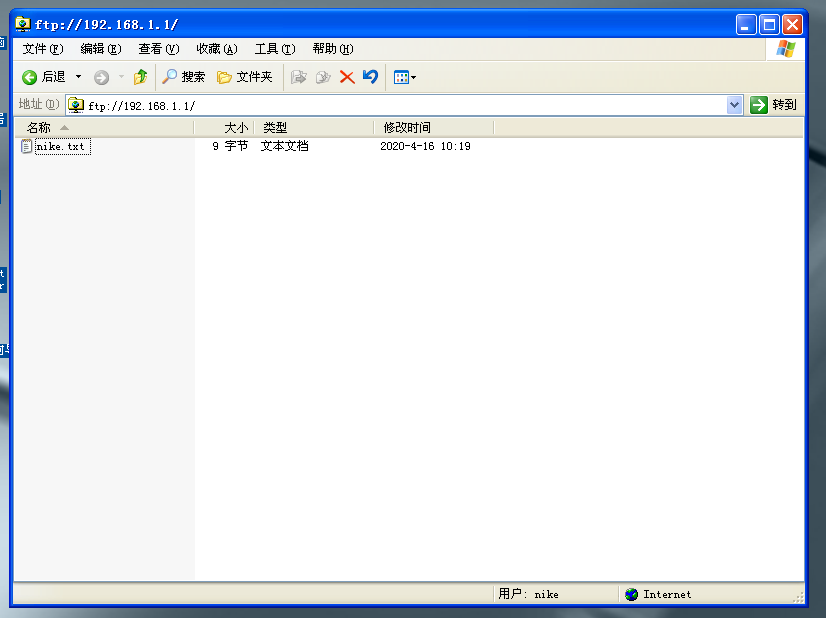 ftp://192.168.1.1/
文件(F) 编辑(E) 查看(V) 收藏(A) 工具(T) 帮助(H)
后退 搜索 文件夹
地址(D) ftp://192.168.1.1/ 转到
名称 大小 类型 修改时间
nike.txt 9 字节 文本文档 2020-4-16 10:19
用户: nike Internet